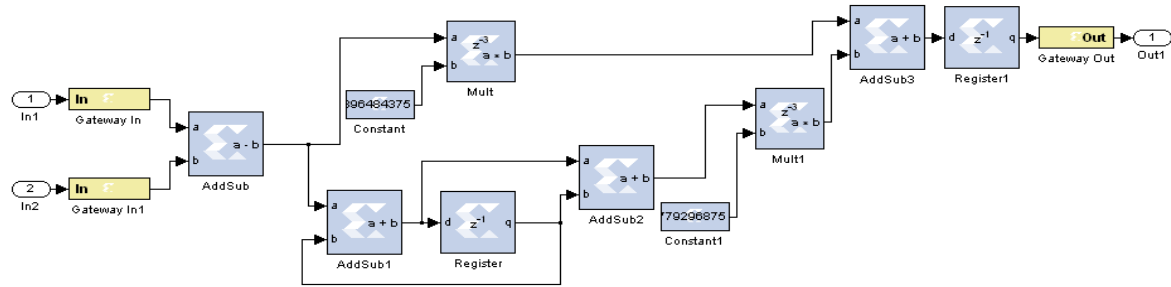 a
b
z-3
a * b
Mult
a
b
a + b
AddSub3
d
z-1
q
Register1
Out
Gateway Out
1
Out1
1
In1
In
Gateway In
396484375
Constant
a
b
z-3
a * b
Mult1
2
In2
In
Gateway In1
a
b
a - b
AddSub
a
b
a + b
AddSub1
d
z-1
q
Register
a
b
a + b
AddSub2
779296875
Constant1